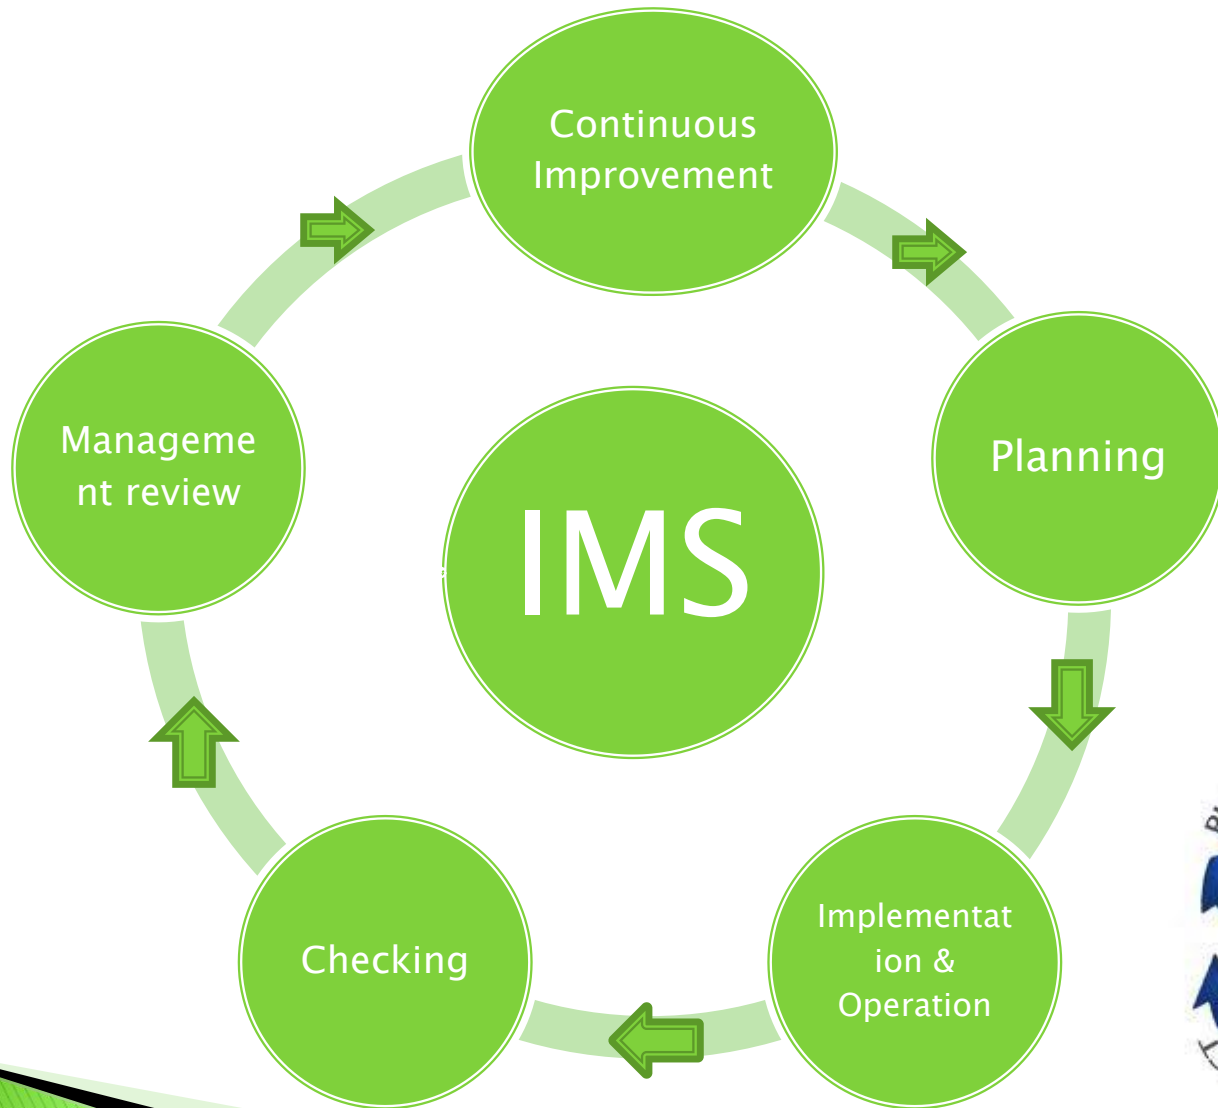 Continuous
Improvement
Planning
Implementat
ion &
Operation
Checking
Manageme
nt review
IMS